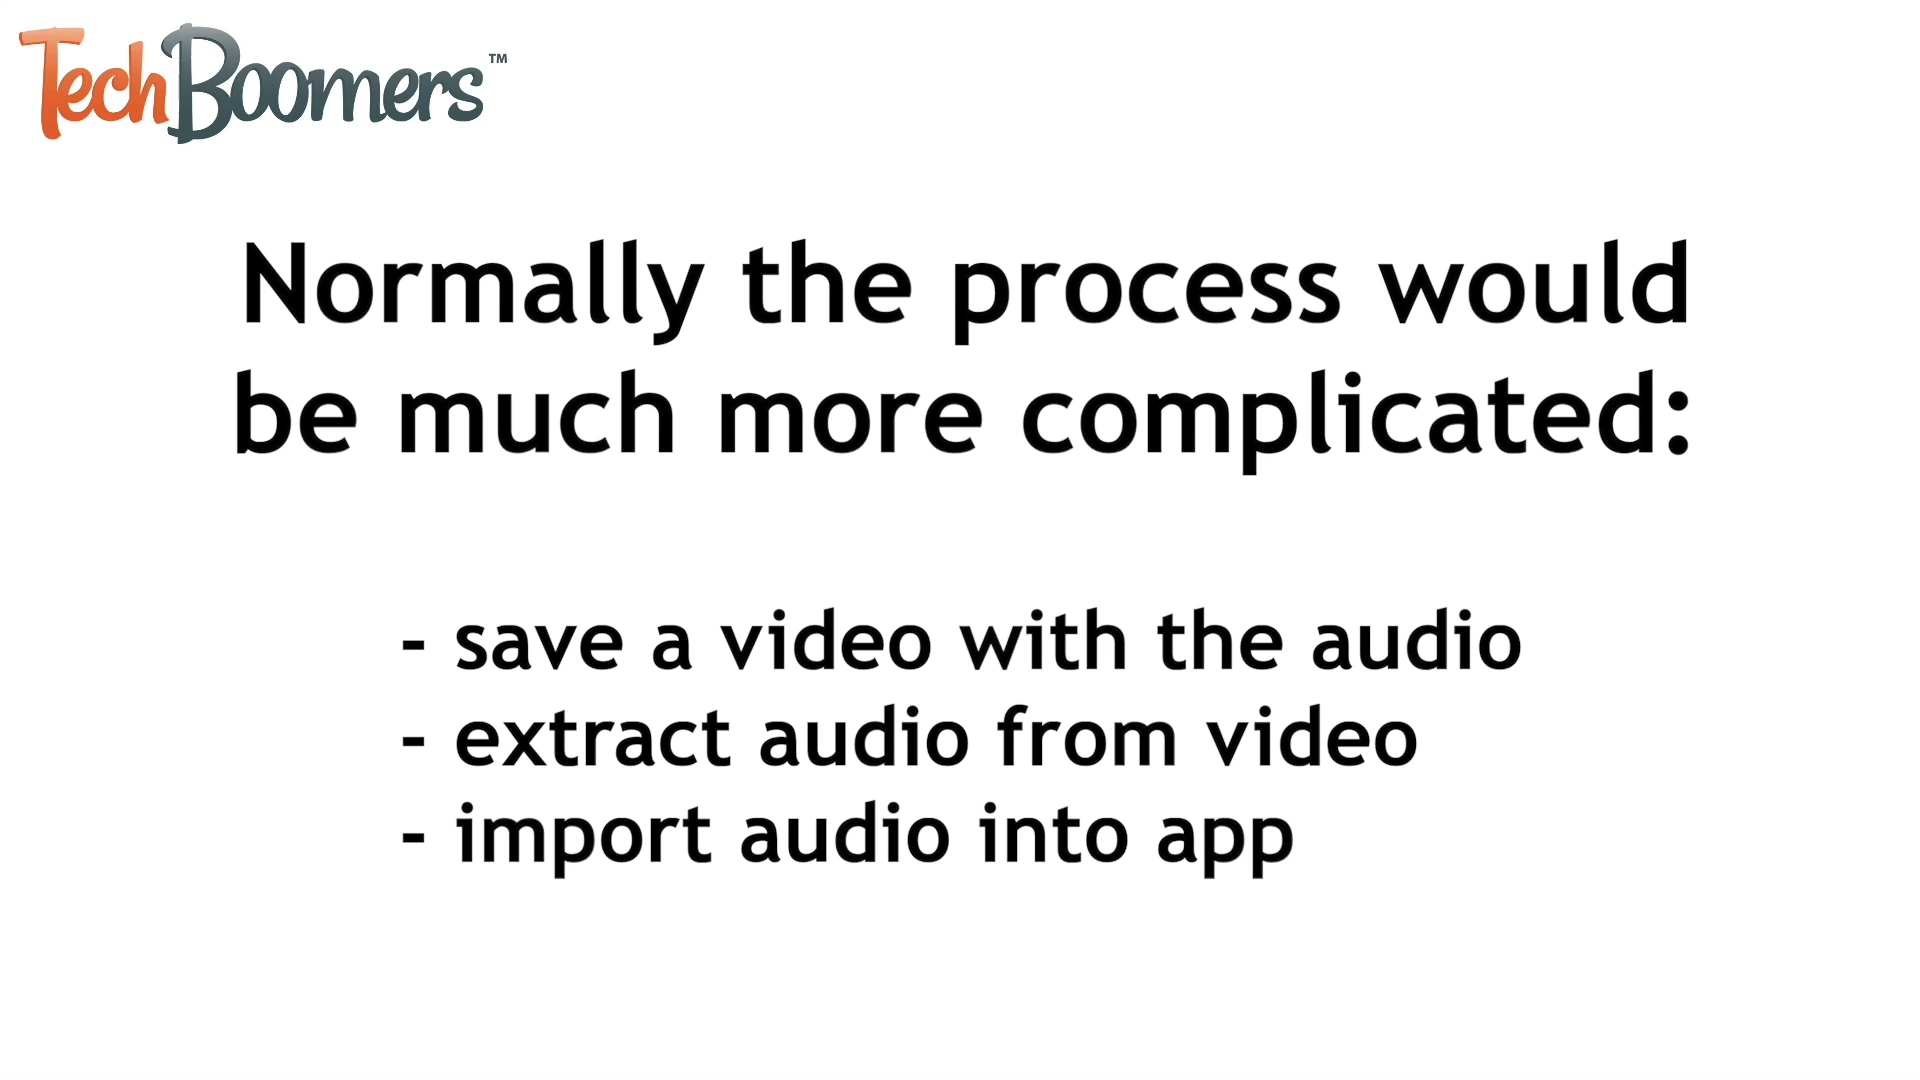 TechBoomers™
Normally the process would
be much more complicated:
- save a video with the audio
- extract audio from video
- import audio into app